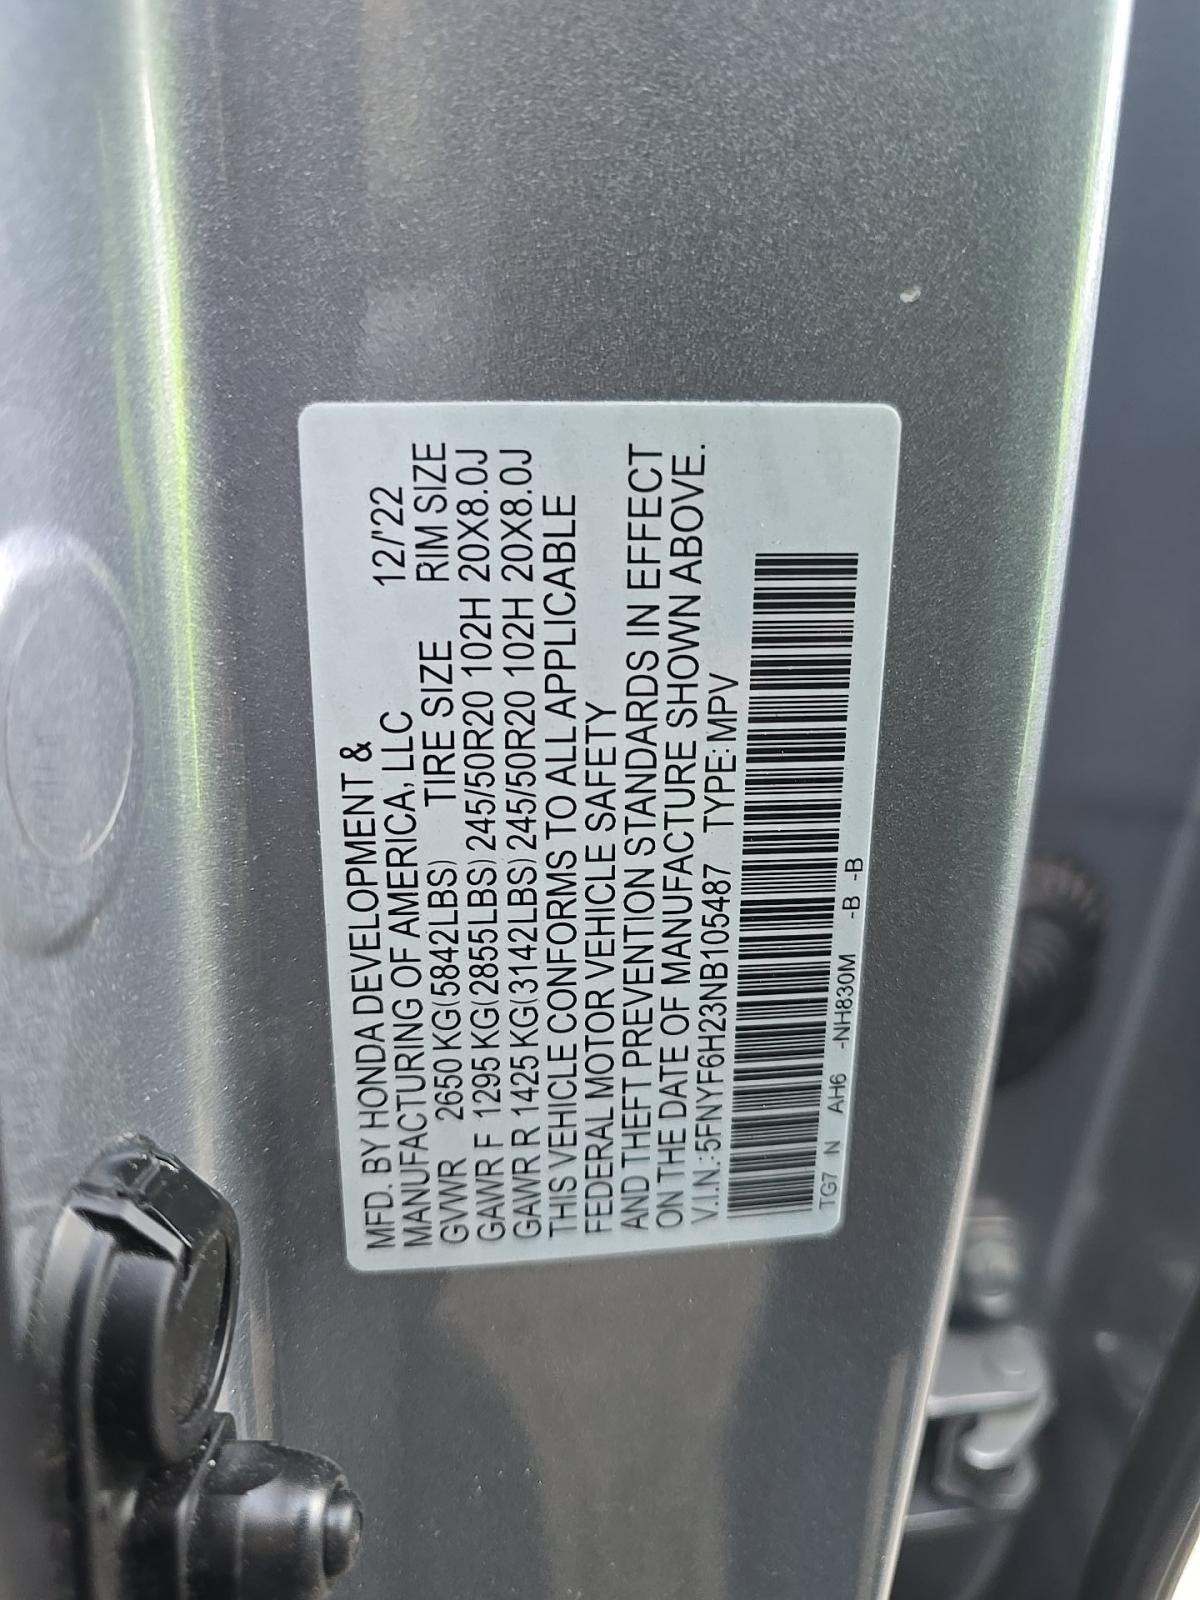 MFD. BY HONDA DEVELOPMENT &
MANUFACTURING OF AMERICA, LLC 12/'22
GVWR 2650 KG(5842LBS) TIRE SIZE RIM SIZE
GAWR F 1295 KG(2855LBS) 245/50R20 102H 20X8.0J
GAWR R 1425 KG(3142LBS) 245/50R20 102H 20X8.0J
THIS VEHICLE CONFORMS TO ALL APPLICABLE
FEDERAL MOTOR VEHICLE SAFETY
AND THEFT PREVENTION STANDARDS IN EFFECT
ON THE DATE OF MANUFACTURE SHOWN ABOVE.
V.I.N.:5FNYF6H23NB105487 TYPE:MPV
TG7 N AH6 -NH830M -B -B